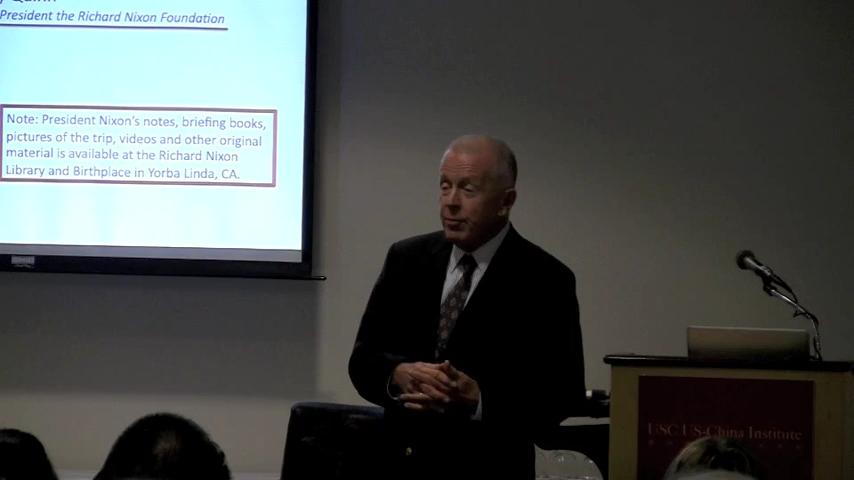 Quinn
President the Richard Nixon Foundation
Note: President Nixon's notes, briefing books,
pictures of the trip, videos and other original
material is available at the Richard Nixon
Library and Birthplace in Yorba Linda, CA.
USC US-China Institute